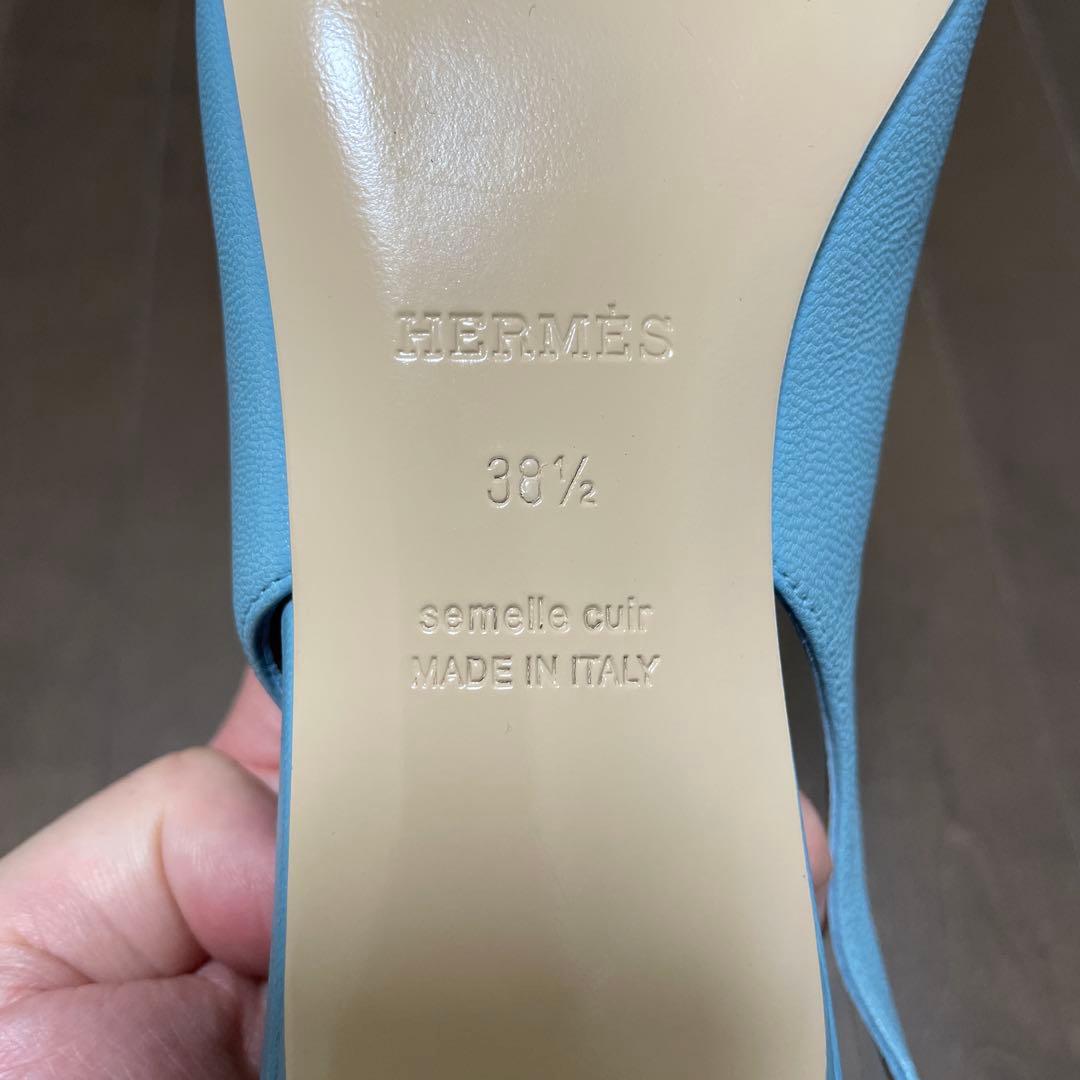 HERMÈS
38½
semelle cuir
MADE IN ITALY